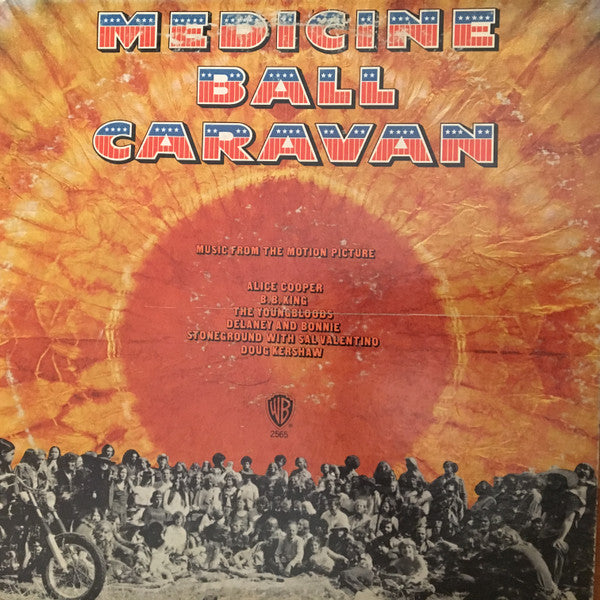 MEDICINE
BALL
CARAVAN
MUSIC FROM THE MOTION PICTURE
ALICE COOPER
B.B. KING
THE YOUNGBLOODS
DELANEY AND BONNIE
STONEGROUND WITH SAL VALENTINO
DOUG KERSHAW
WB
2565